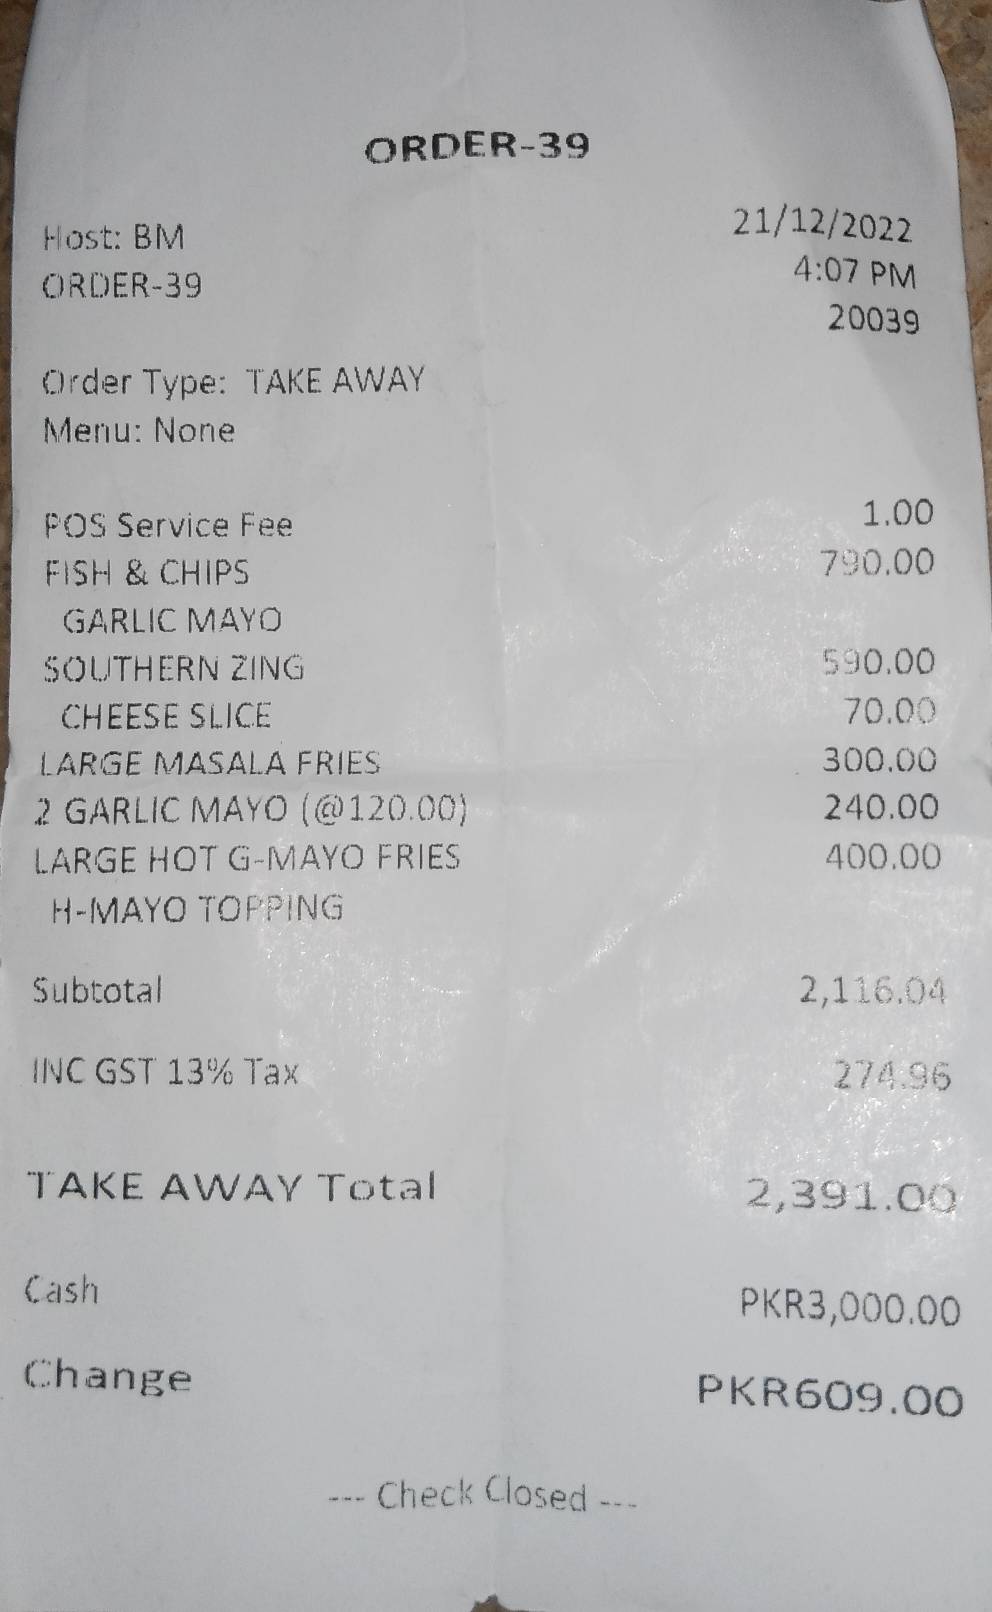 ORDER-39
Host: BM 21/12/2022
ORDER-39 4:07 PM
20039
Order Type: TAKE AWAY
Menu: None
POS Service Fee 1.00
FISH & CHIPS 790.00
GARLIC MAYO
SOUTHERN ZING 590.00
CHEESE SLICE 70.00
LARGE MASALA FRIES 300.00
2 GARLIC MAYO (@120.00) 240.00
LARGE HOT G-MAYO FRIES 400.00
H-MAYO TOPPING
Subtotal 2,116.04
INC GST 13% Tax 274.96
TAKE AWAY Total 2,391.00
Cash PKR3,000.00
Change PKR609.00
--- Check Closed ---